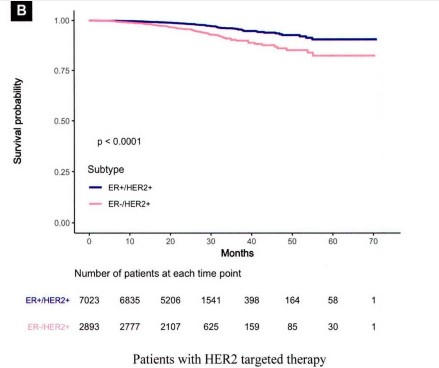 B
Survival probability
1.00
0.75
0.50
0.25
0.00
p < 0.0001
Subtype
ER+/HER2+
ER-/HER2+
0 10 20 30 40 50 60 70
Months
Number of patients at each time point
ER+/HER2+ 7023 6835 5206 1541 398 164 58 1
ER-/HER2+ 2893 2777 2107 625 159 85 30 1
Patients with HER2 targeted therapy